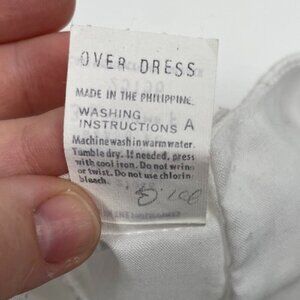 OVER DRESS
MADE IN THE PHILIPPINE
WASHING
INSTRUCTIONS A
Machine wash in warm water.
Tumble dry. If needed, press
with cool iron. Do not wring
or twist. Do not use chlorin
bleach.